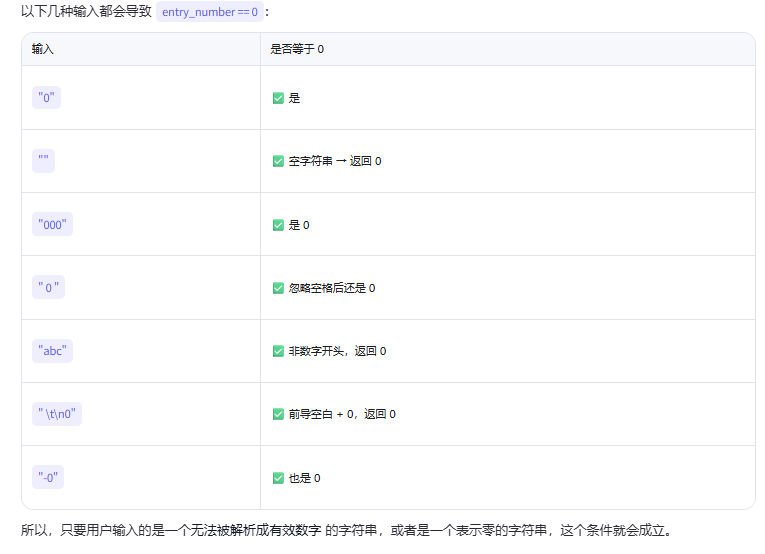 以下几种输入都会导致 entry_number==0：
输入 是否等于 0
"0" ✅ 是
"" ✅ 空字符串 → 返回 0
"000" ✅ 是 0
" 0 " ✅ 忽略空格后还是 0
"abc" ✅ 非数字开头，返回 0
" \t\n0" ✅ 前导空白 + 0，返回 0
"-0" ✅ 也是 0
所以，只要用户输入的是一个无法被解析成有效数字 的字符串，或者是一个表示零的字符串，这个条件就会成立。